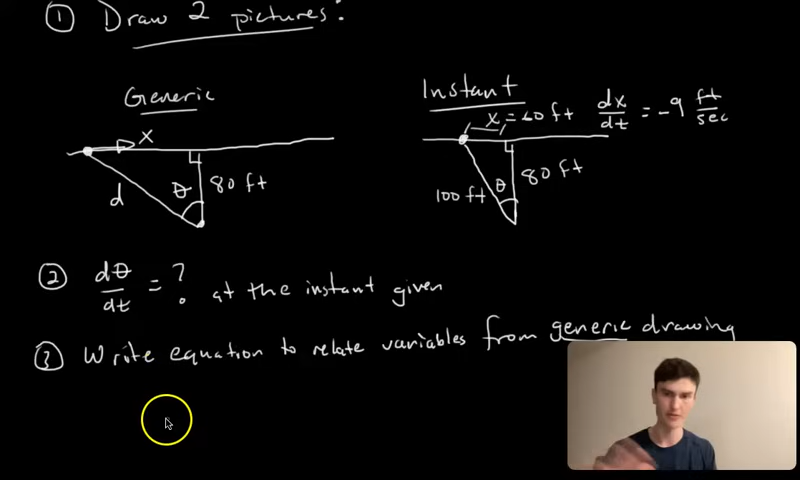 ① Draw 2 pictures:
Generic
x
θ
80 ft
d
Instant
x = 60 ft
dx/dt = -9 ft/sec
100 ft
θ
80 ft
② dθ/dt = ? at the instant given
③ Write equation to relate variables from generic drawing